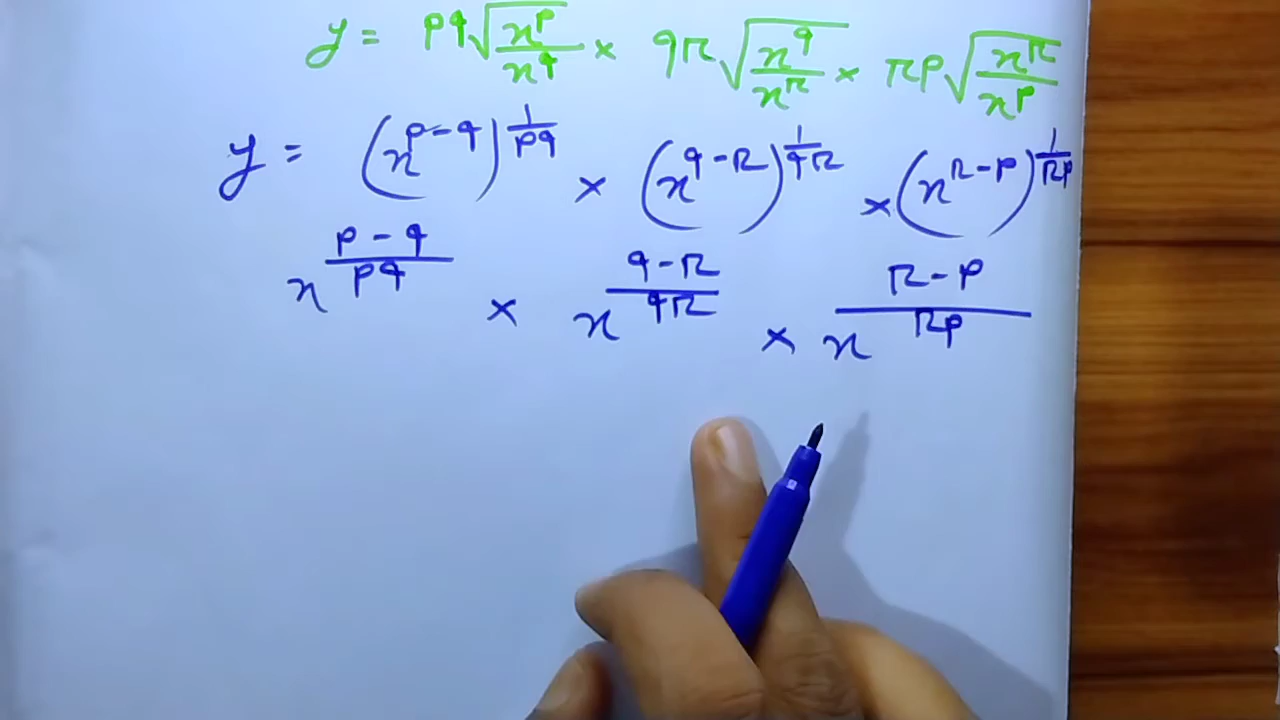 y = pq√(x^p/x^q) × qr√(x^q/x^r) × rp√(x^r/x^p)
y = (x^(p-q))^(1/pq) × (x^(q-r))^(1/qr) × (x^(r-p))^(1/rp)
x^((p-q)/pq) × x^((q-r)/qr) × x^((r-p)/rp)